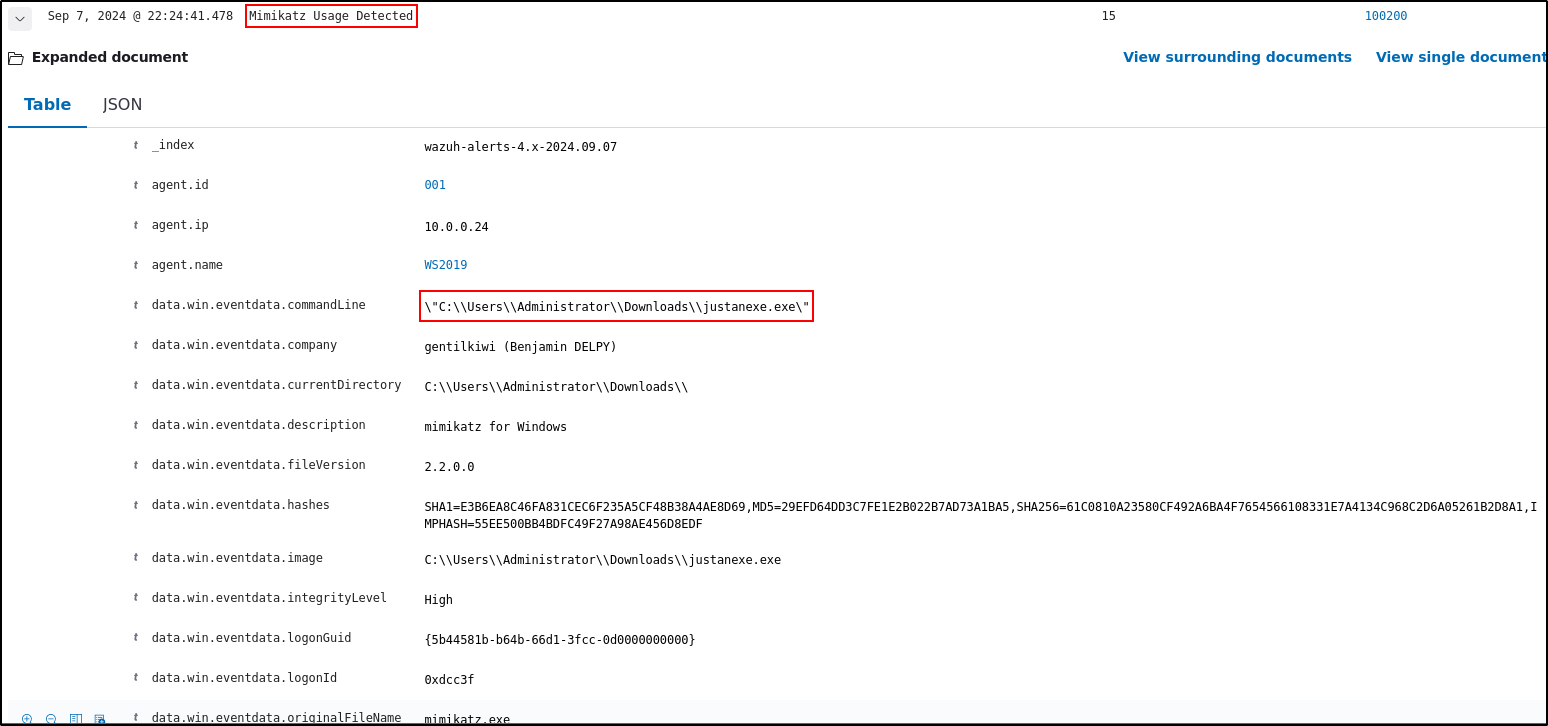 Sep 7, 2024 @ 22:24:41.478 Mimikatz Usage Detected 15 100200
Expanded document View surrounding documents View single document
Table JSON
t _index wazuh-alerts-4.x-2024.09.07
t agent.id 001
t agent.ip 10.0.0.24
t agent.name WS2019
t data.win.eventdata.commandLine \"C:\\Users\\Administrator\\Downloads\\justanexe.exe\"
t data.win.eventdata.company gentilkiwi (Benjamin DELPY)
t data.win.eventdata.currentDirectory C:\\Users\\Administrator\\Downloads\\
t data.win.eventdata.description mimikatz for Windows
t data.win.eventdata.fileVersion 2.2.0.0
t data.win.eventdata.hashes SHA1=E3B6EA8C46FA831CEC6F235A5CF48B38A4AE8D69,MD5=29EFD64DD3C7FE1E2B022B7AD73A1BA5,SHA256=61C0810A23580CF492A6BA4F7654566108331E7A4134C968C2D6A05261B2D8A1,I
MPHASH=55EE500BB4BDFC49F27A98AE456D8EDF
t data.win.eventdata.image C:\\Users\\Administrator\\Downloads\\justanexe.exe
t data.win.eventdata.integrityLevel High
t data.win.eventdata.logonGuid {5b44581b-b64b-66d1-3fcc-0d0000000000}
t data.win.eventdata.logonId 0xdcc3f
t data.win.eventdata.originalFileName mimikatz.exe